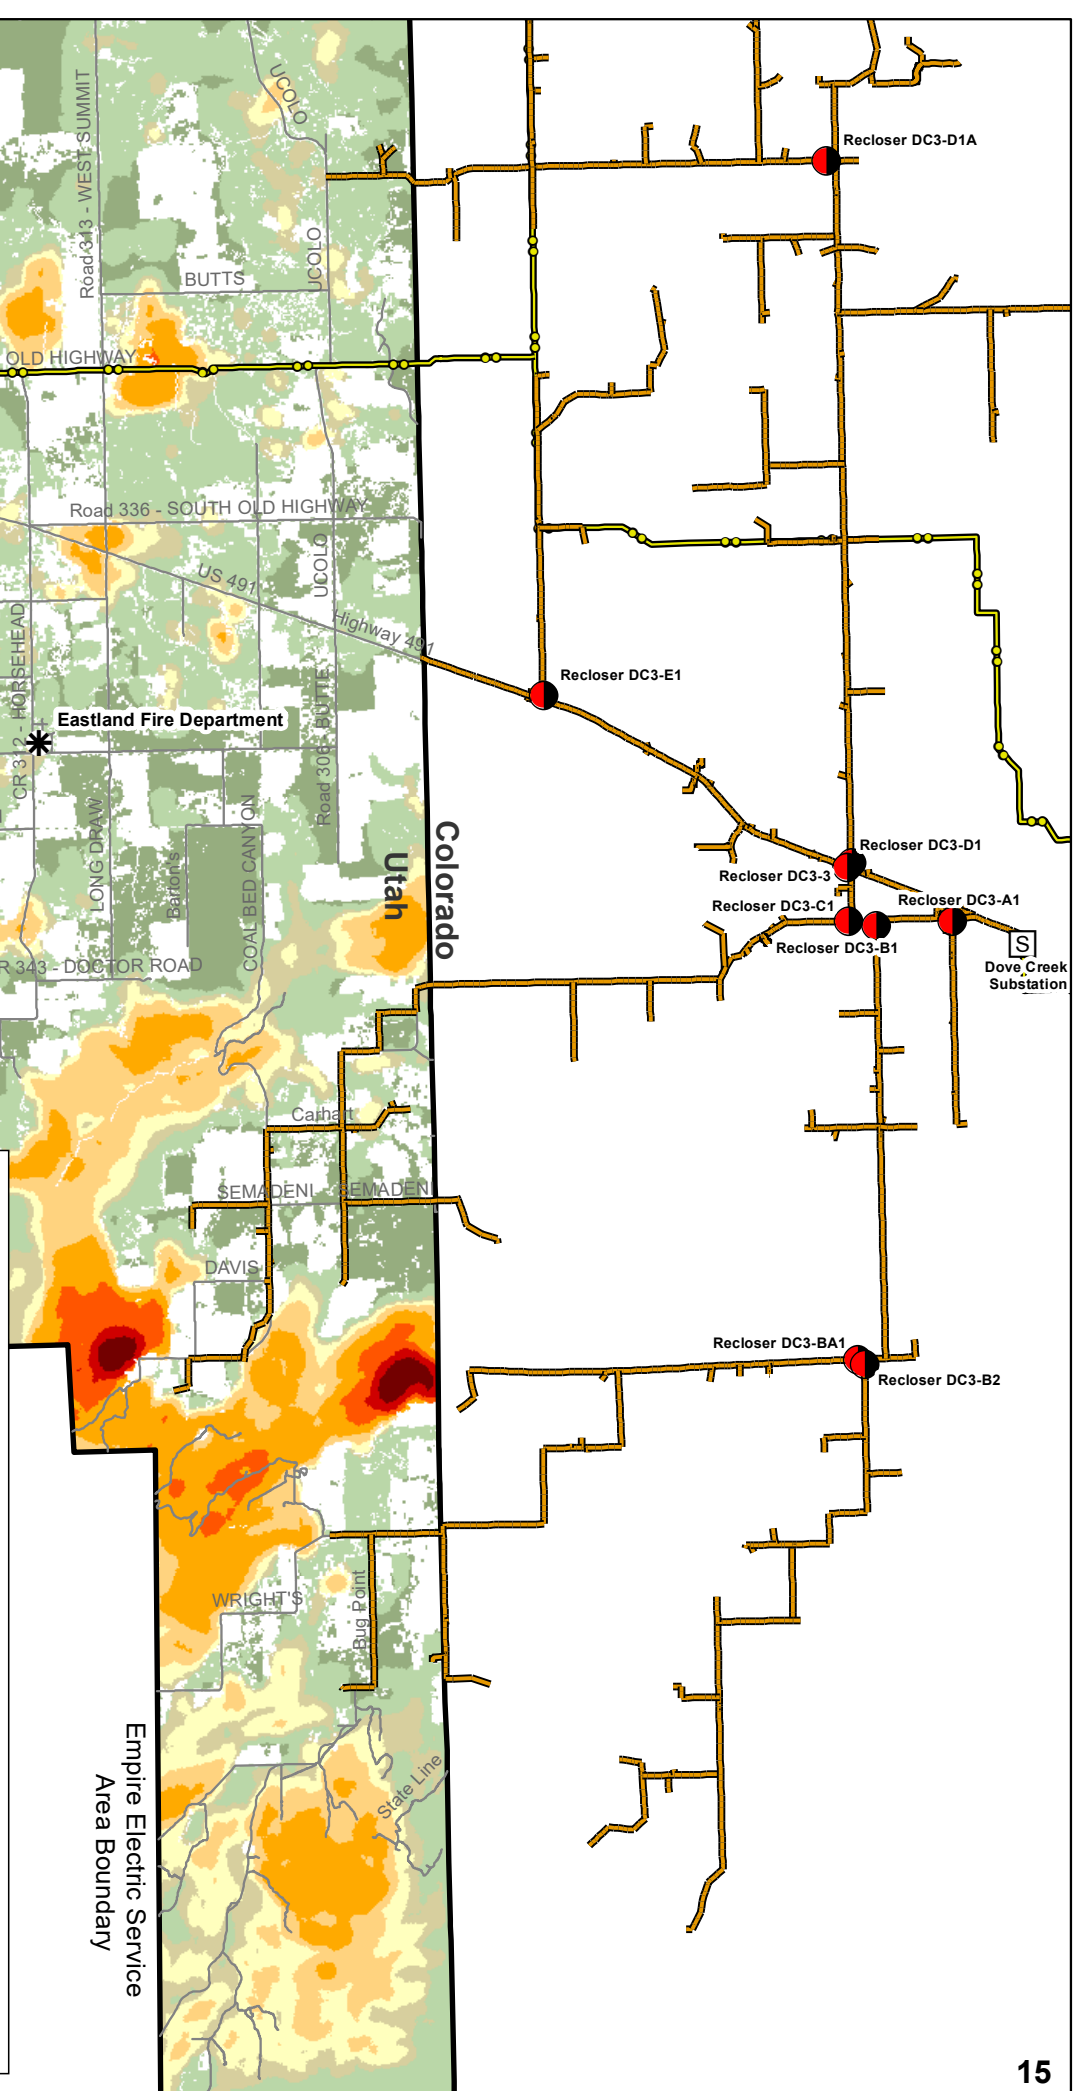 Road 313 - WEST SUMMIT
UCOLO
Recloser DC3-D1A
UCOLO
BUTTS
OLD HIGHWAY
Road 336 - SOUTH OLD HIGHWAY
US 491
UCOLO
Highway 491
CR 312 - HORSEHEAD
Recloser DC3-E1
Eastland Fire Department
Road 306 - BUTTE
LONG DRAW
Barton's
COAL BED CANYON
Utah
Colorado
Recloser DC3-D1
Recloser DC3-3
Recloser DC3-C1
Recloser DC3-A1
Recloser DC3-B1
S
Dove Creek
Substation
R 343 - DOCTOR ROAD
Carhart
SEMADENI
SEMADENI
DAVIS
Recloser DC3-BA1
Recloser DC3-B2
WRIGHT'S
Bug Point
State Line
Empire Electric Service
Area Boundary
15